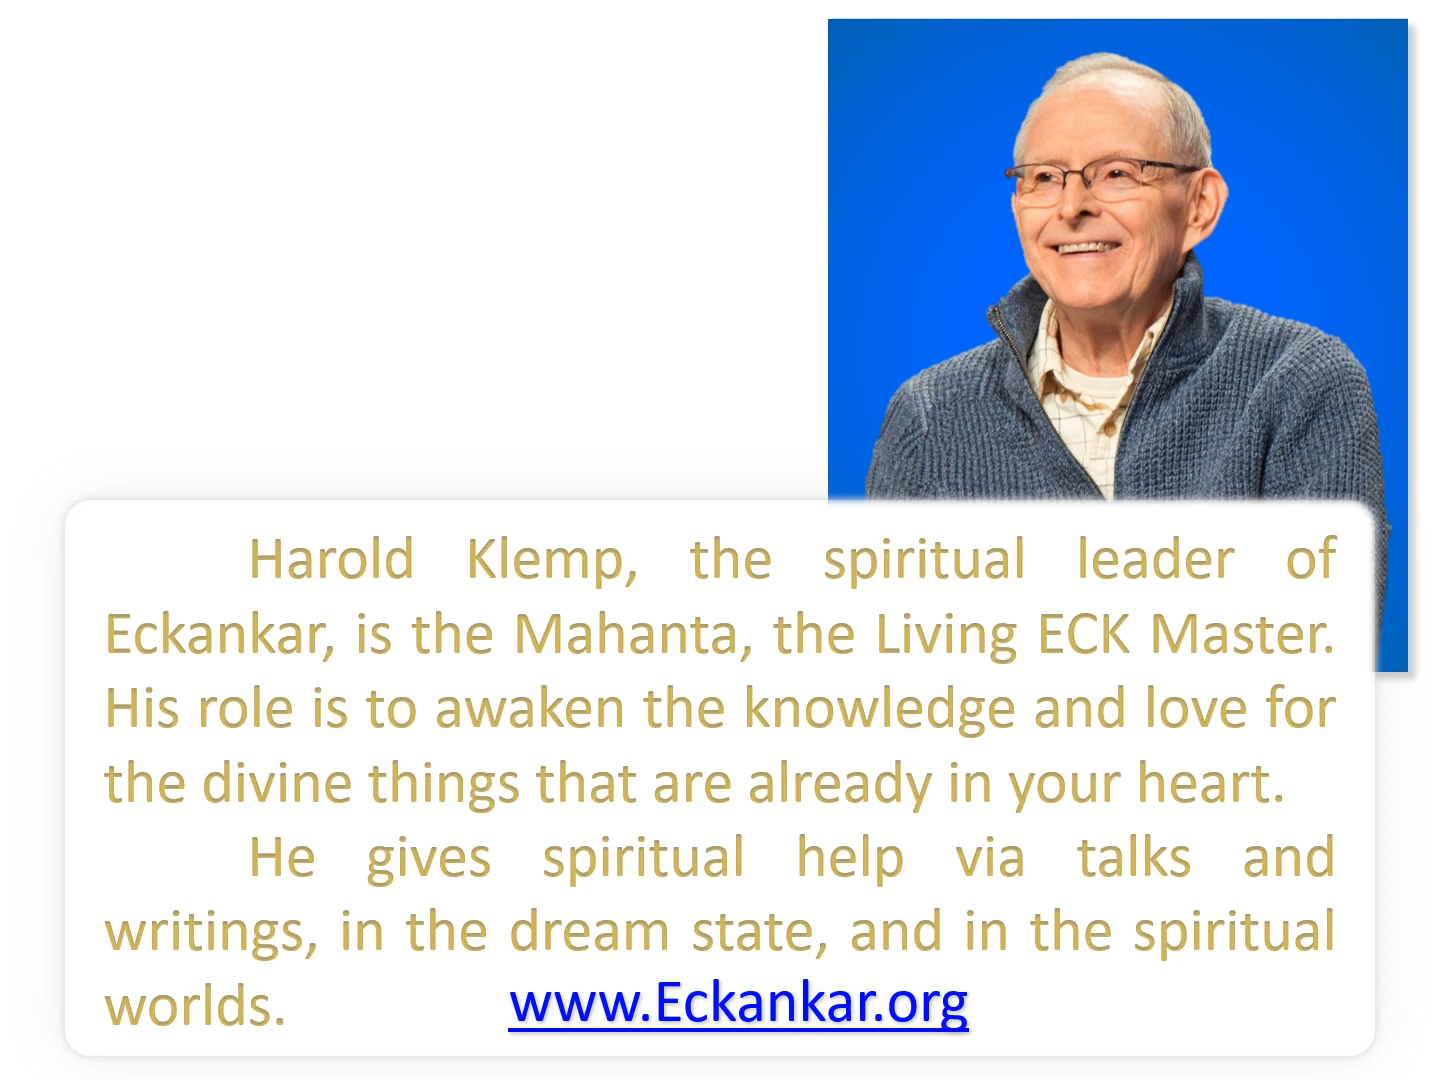 Harold Klemp, the spiritual leader of
Eckankar, is the Mahanta, the Living ECK Master.
His role is to awaken the knowledge and love for
the divine things that are already in your heart.
He gives spiritual help via talks and
writings, in the dream state, and in the spiritual
worlds. www.Eckankar.org